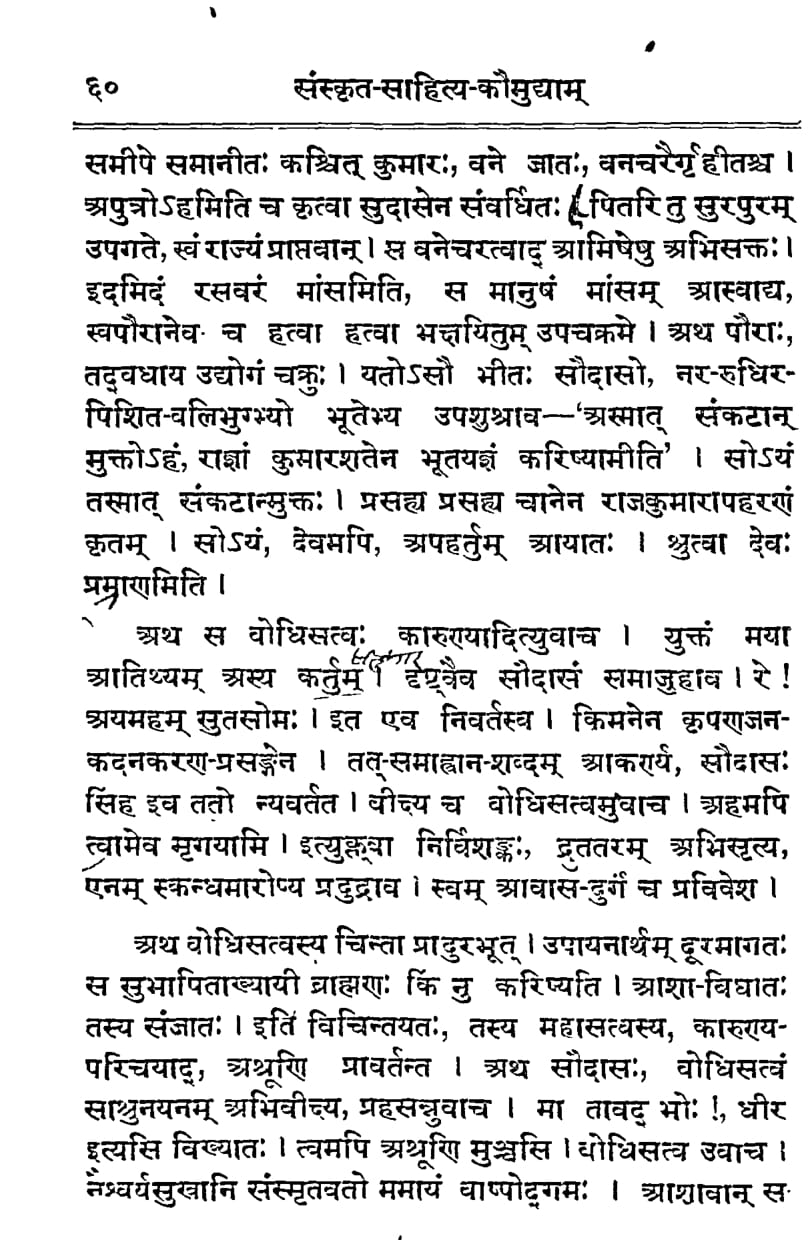 ६०	संस्कृत-साहित्य-कौमुद्याम्
समीपे समानीतः कश्चित् कुमारः, वने जातः, वनचरैर्गृहीतश्च ।
अपुत्रोऽहमिति च कृत्वा सुदासेन संवर्धितः । पितरि तु सुरपुरम्
उपगते, स्वं राज्यं प्राप्तवान् । स वनेचरत्वाद् आमिषेषु अभिसक्तः।
इदमिदं रसवरं मांसमिति, स मानुषं मांसम् आस्वाद्य,
स्वपौरानेव च हत्वा हत्वा भक्षयितुम् उपचक्रमे । अथ पौराः,
तद्वधाय उद्योगं चक्रुः । यतोऽसौ भीतः सौदासो, नर-रुधिर-
पिशित-वलिभुग्भ्यो भूतेभ्य उपशुश्राव—‘अस्मात् संकटान्
मुक्तोऽहं, राज्ञां कुमारशतेन भूतयज्ञं करिष्यामीति’ । सोऽयं
तस्मात् संकटान्मुक्तः । प्रसह्य प्रसह्य चानेन राजकुमारापहरणं
कृतम् । सोऽयं, देवमपि, अपहर्तुम् आयातः । श्रुत्वा देवः
प्रमाणमिति ।
अथ स वोधिसत्वः कारुण्यादित्युवाच । युक्तं मया
आतिथ्यम् अस्य कर्तुम् । दृष्ट्वैव सौदासं समाजुहाव । रे !
अयमहम् सुतसोमः । इत एव निवर्तस्व । किमनेन कृपणजन-
कदनकरण-प्रसङ्गेन । तत्-समाह्वान-शब्दम् आकर्ण्य, सौदासः
सिंह इव ततो न्यवर्तत । वीक्ष्य च वोधिसत्वमुवाच । अहमपि
त्वामेव मृगयामि । इत्युक्त्वा निर्विशङ्कः, द्रुततरम् अभिसृत्य,
एनम् स्कन्धमारोप्य प्रदुद्राव । स्वम् आवास-दुर्गं च प्रविवेश ।
अथ वोधिसत्वस्य चिन्ता प्रादुरभूत् । उपायनार्थम् दूरमागतः
स सुभाषिताख्यायी व्राह्मणः किं नु करिष्यति । आशा-विघातः
तस्य संजातः । इति विचिन्तयतः, तस्य महासत्वस्य, कारुण्य-
परिचयाद्, अश्रूणि प्रावर्तन्त । अथ सौदासः, वोधिसत्वं
साश्रुनयनम् अभिवीक्ष्य, प्रहसन्नुवाच । मा तावद् भोः !, धीर
इत्यसि विख्यातः । त्वमपि अश्रूणि मुञ्चसि । वोधिसत्व उवाच ।
नैश्वर्यसुखानि संस्मृतवतो ममायं वाष्पोद्गमः । आशावान् स